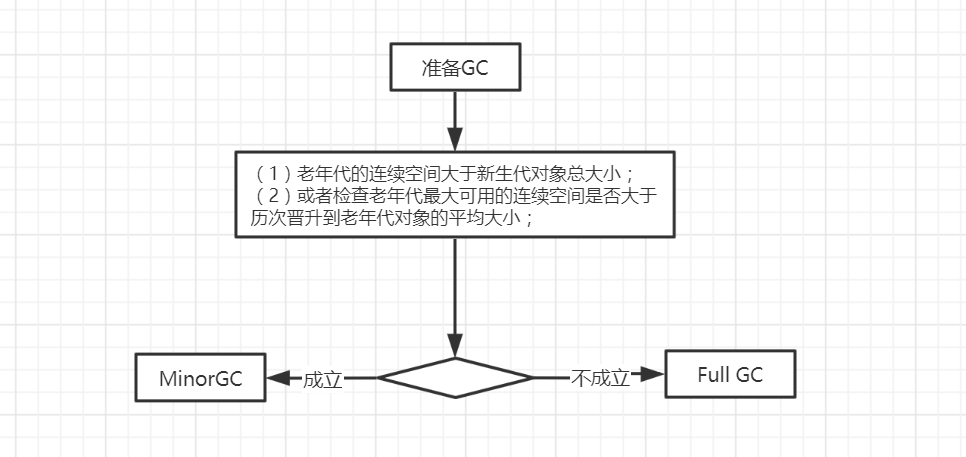 准备GC
（1）老年代的连续空间大于新生代对象总大小；
（2）或者检查老年代最大可用的连续空间是否大于
历次晋升到老年代对象的平均大小；
MinorGC
成立
不成立
Full GC